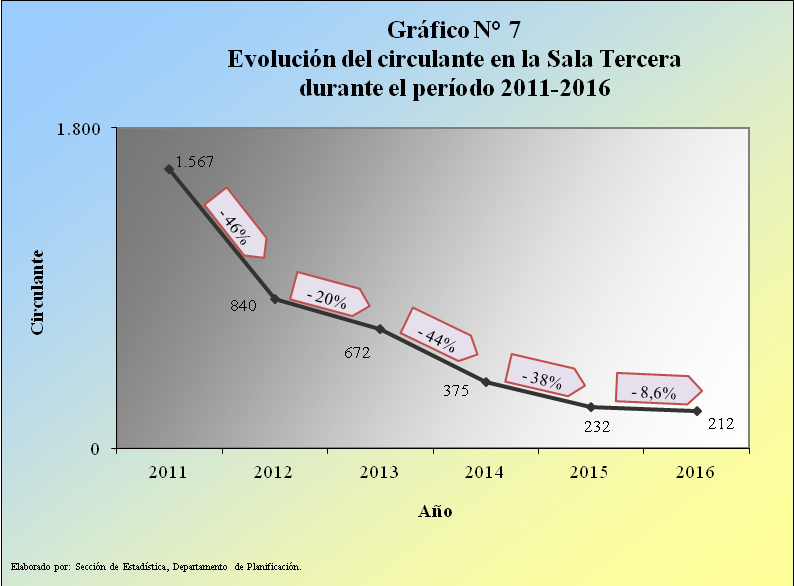 Gráfico N° 7
Evolución del circulante en la Sala Tercera
durante el período 2011-2016
1.800
1.567
- 46%
840
- 20%
672
- 44%
375
- 38%
232
- 8,6%
212
0
Circulante
2011 2012 2013 2014 2015 2016
Año
Elaborado por: Sección de Estadística, Departamento de Planificación.